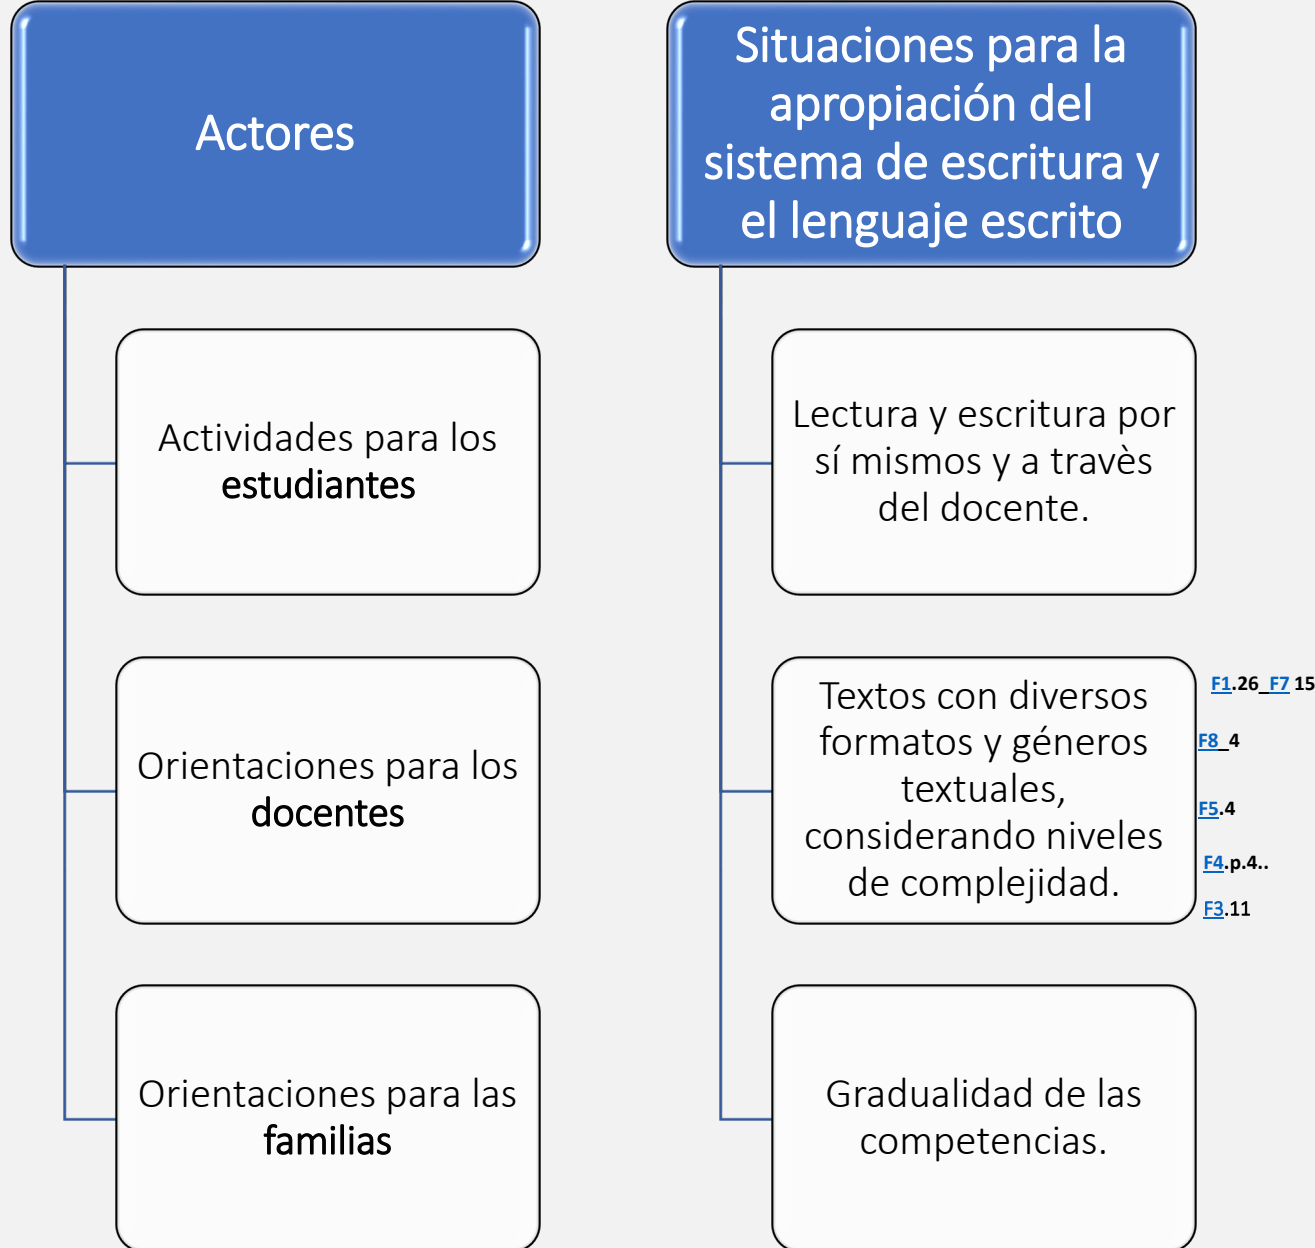 Actores
Actividades para los
estudiantes
Orientaciones para los
docentes
Orientaciones para las
familias
Situaciones para la
apropiación del
sistema de escritura y
el lenguaje escrito
Lectura y escritura por
sí mismos y a travès
del docente.
Textos con diversos
formatos y géneros
textuales,
considerando niveles
de complejidad.
F1.26_F7 15
F8_4
F5.4
F4.p.4..
F3.11
Gradualidad de las
competencias.